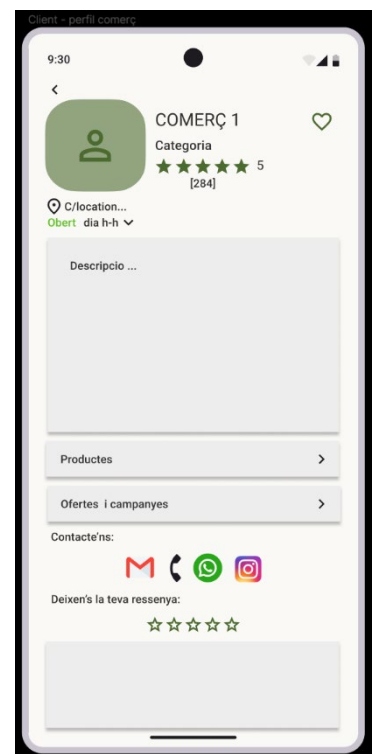 Client - perfil comerç
9:30
COMERÇ 1
Categoria
5
[284]
C/location...
Obert dia h-h
Descripcio ...
Productes
Ofertes i campanyes
Contacte'ns:
Deixen's la teva ressenya: